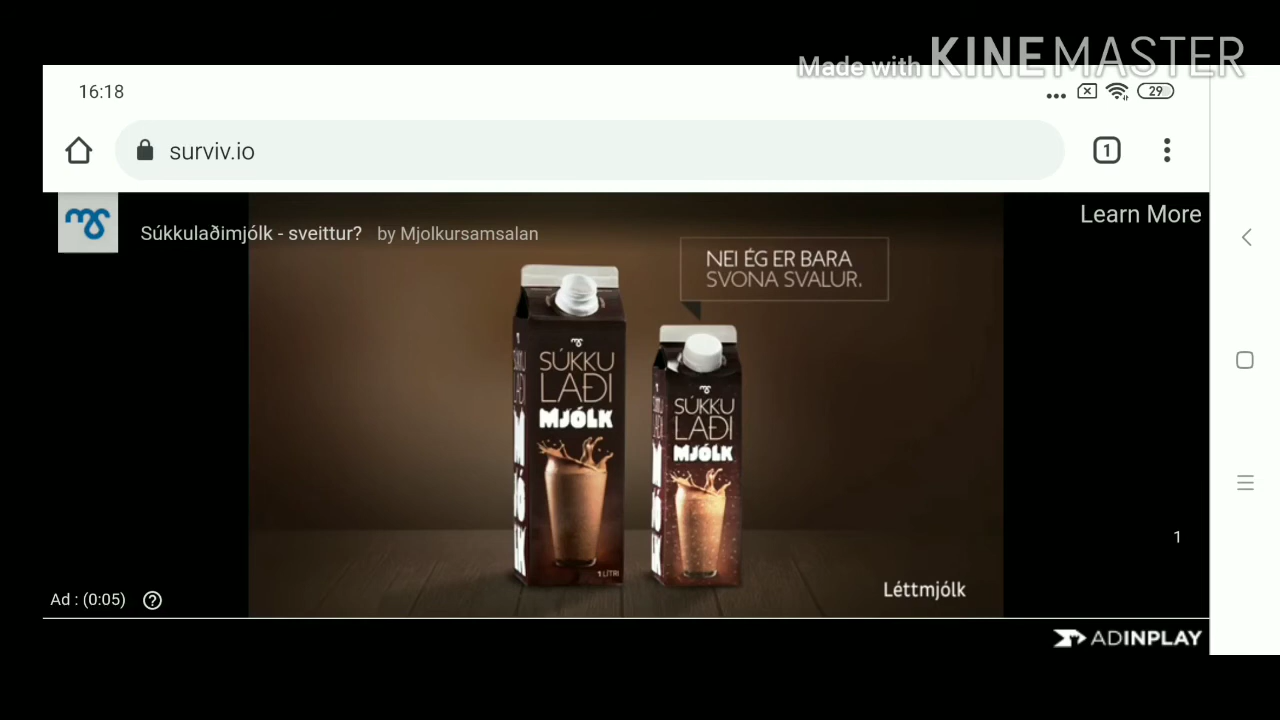 Made with KINEMASTER
16:18
29
surviv.io
1
Learn More
Súkkulaðimjólk - sveittur? by Mjolkursamsalan
NEI ÉG ER BARA
SVONA SVALUR.
ms
SÚKKU
LAÐI
MJÓLK
1 LÍTRI
SÚKKU
LAÐI
MJÓLK
1
Léttmjólk
Ad : (0:05)
ADINPLAY